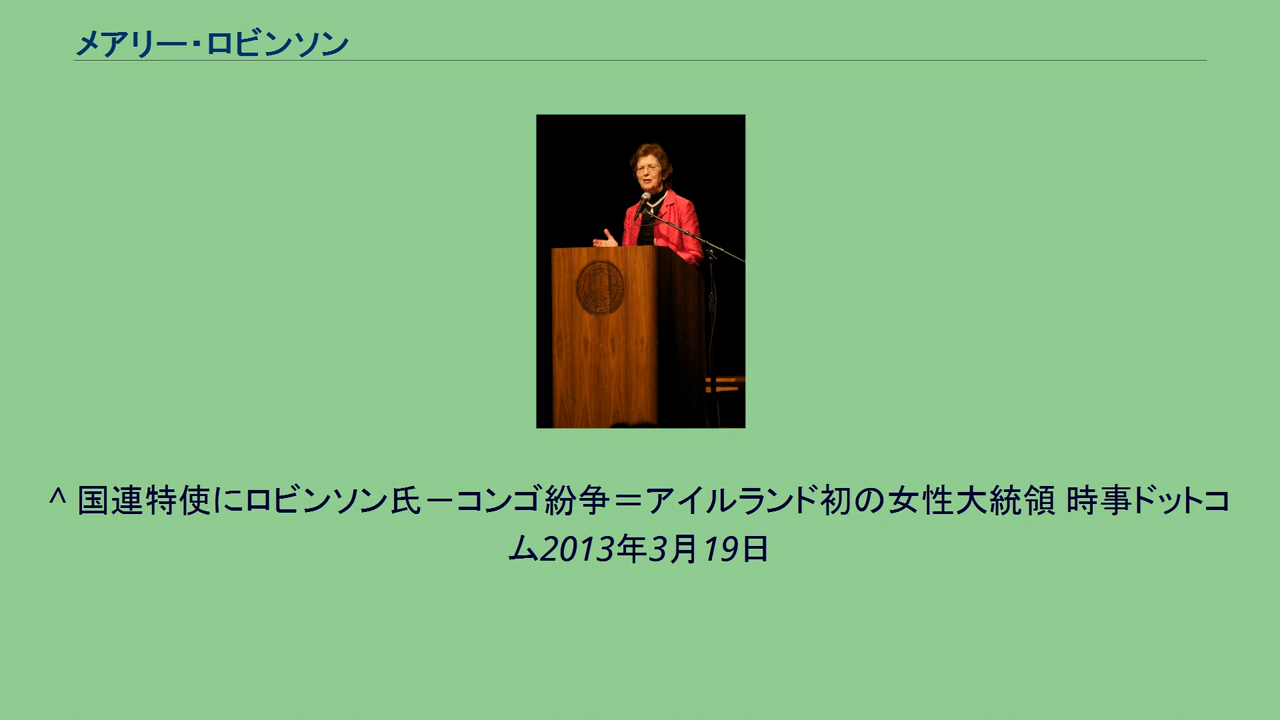 メアリー・ロビンソン
^ 国連特使にロビンソン氏－コンゴ紛争＝アイルランド初の女性大統領 時事ドットコ
ム2013年3月19日